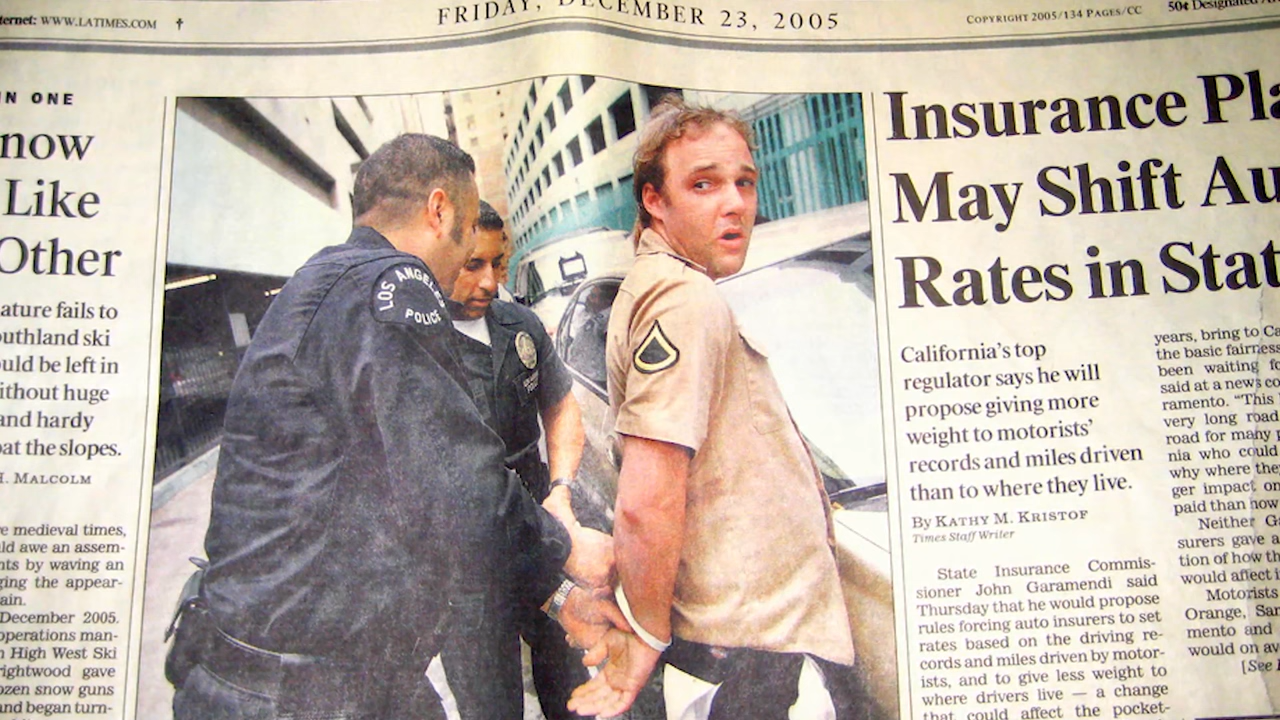 WWW.LATIMES.COM
FRIDAY, DECEMBER 23, 2005
COPYRIGHT 2005/134 PAGES/CC
50¢ Designated
IN ONE
now
Like
Other
ature fails to
outhland ski
ould be left in
ithout huge
and hardy
oat the slopes.
H. MALCOLM
e medieval times,
ld awe an assem-
nts by waving an
ging the appear-
ain.
December 2005.
operations man-
n High West Ski
rightwood gave
ozen snow guns
and began turn-
LOS ANGELES
POLICE
Insurance Pla
May Shift Au
Rates in Stat
California's top
regulator says he will
propose giving more
weight to motorists'
records and miles driven
than to where they live.
By KATHY M. KRISTOF
Times Staff Writer
State Insurance Commis-
sioner John Garamendi said
Thursday that he would propose
rules forcing auto insurers to set
rates based on the driving re-
cords and miles driven by motor-
ists, and to give less weight to
where drivers live — a change
that could affect the pocket-
years, bring to Ca
the basic fairness
been waiting fo
said at a news co
ramento. "This
very long road
road for many p
nia who could
why where the
ger impact on
paid than how
Neither G
surers gave a
tion of how th
would affect i
Motorists
Orange, San
mento and
would on av
[See